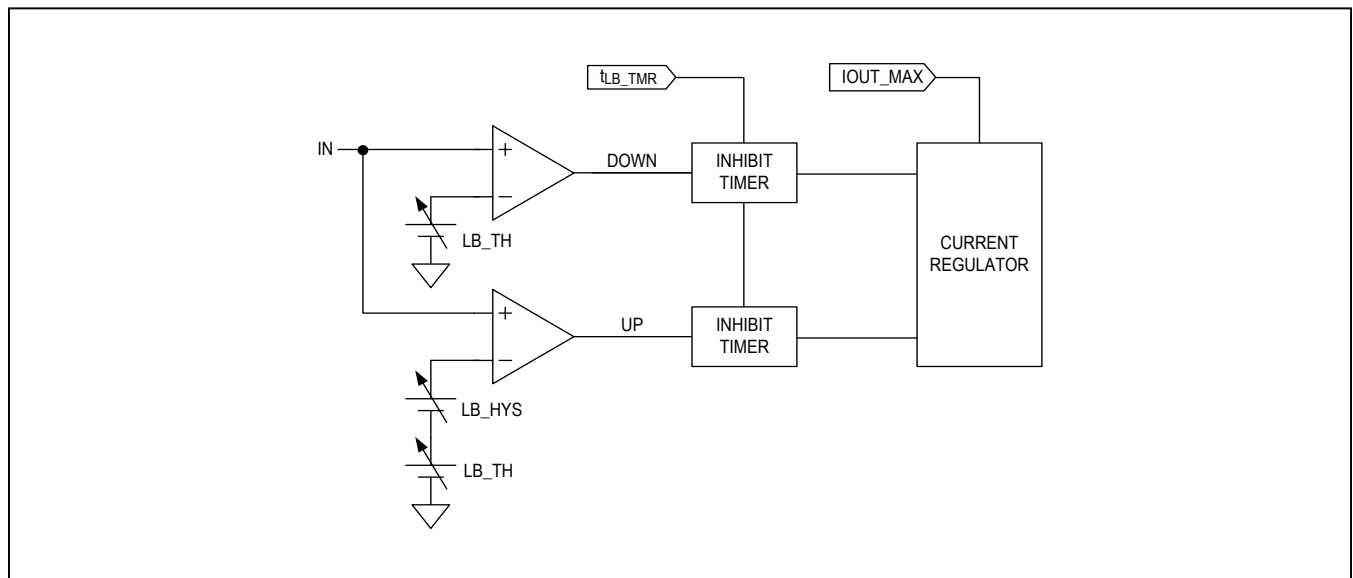 tLB_TMR
IOUT_MAX
IN
+
−
DOWN
INHIBIT
TIMER
LB_TH
CURRENT
REGULATOR
+
−
UP
INHIBIT
TIMER
LB_HYS
LB_TH